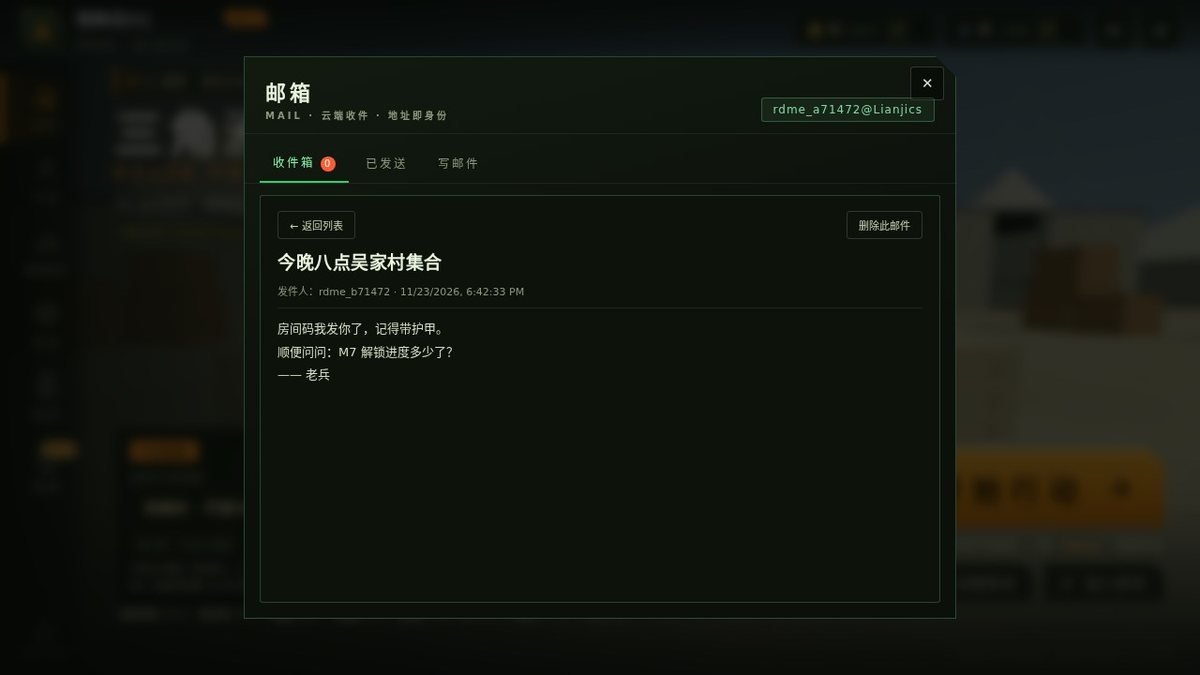 邮箱
MAIL · 云端收件 · 地址即身份
✕
rdme_a71472@Lianjics
收件箱 0
已发送
写邮件
← 返回列表
删除此邮件
今晚八点吴家村集合
发件人: rdme_b71472 · 11/23/2026, 6:42:33 PM
房间码我发你了，记得带护甲。
顺便问问：M7 解锁进度多少了？
—— 老兵
三角
行动